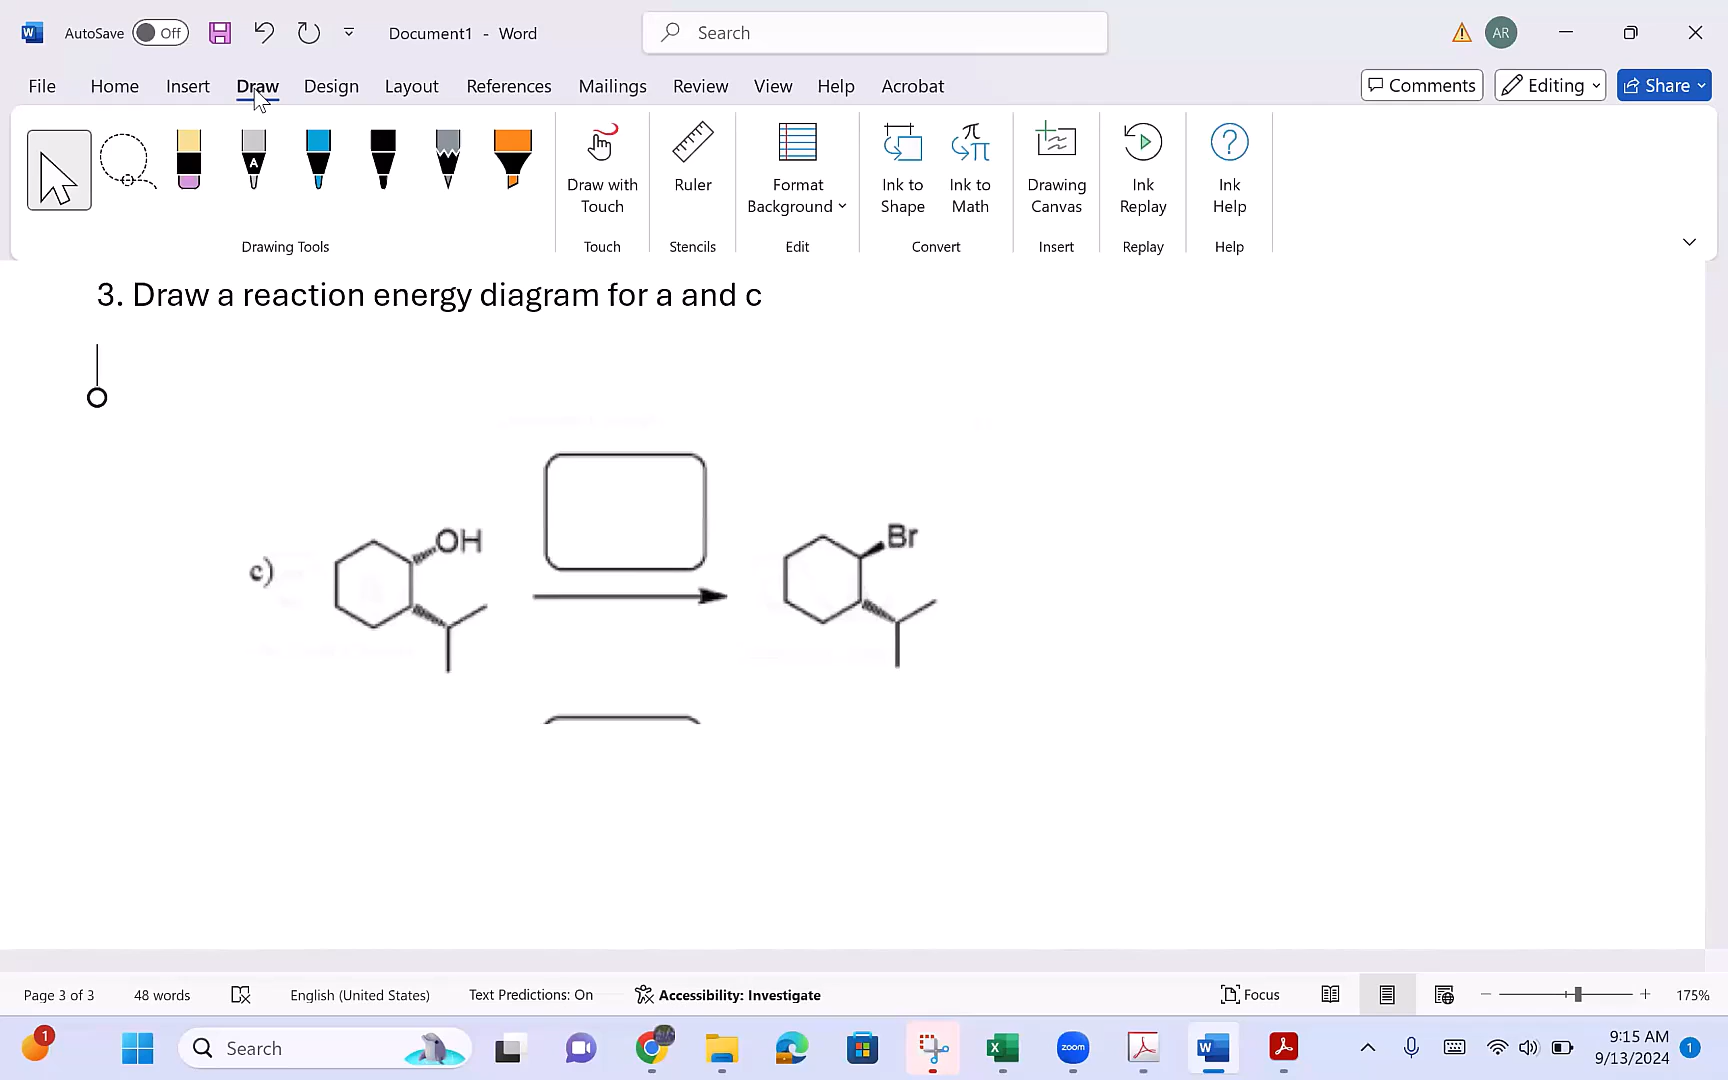 AutoSave Off Document1 - Word Search AR
File Home Insert Draw Design Layout References Mailings Review View Help Acrobat Comments Editing Share
A
Draw with Touch
Ruler
Format Background
Ink to Shape
Ink to Math
Drawing Canvas
Ink Replay
Ink Help
Drawing Tools Touch Stencils Edit Convert Insert Replay Help
3. Draw a reaction energy diagram for a and c
c)
OH
Br
Page 3 of 3 48 words English (United States) Text Predictions: On Accessibility: Investigate Focus 175%
1 Search zoom W 9:15 AM
9/13/2024 1